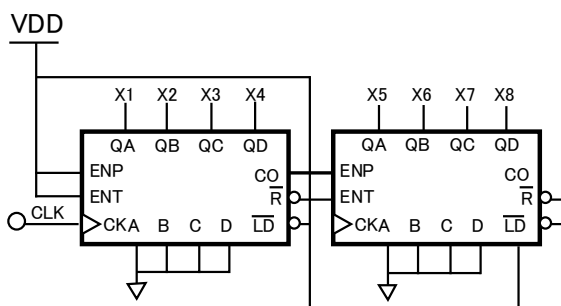 VDD
X1 X2 X3 X4 X5 X6 X7 X8
QA QB QC QD QA QB QC QD
ENP CO ENP CO
ENT R ENT R
CLK CKA B C D LD CKA B C D LD